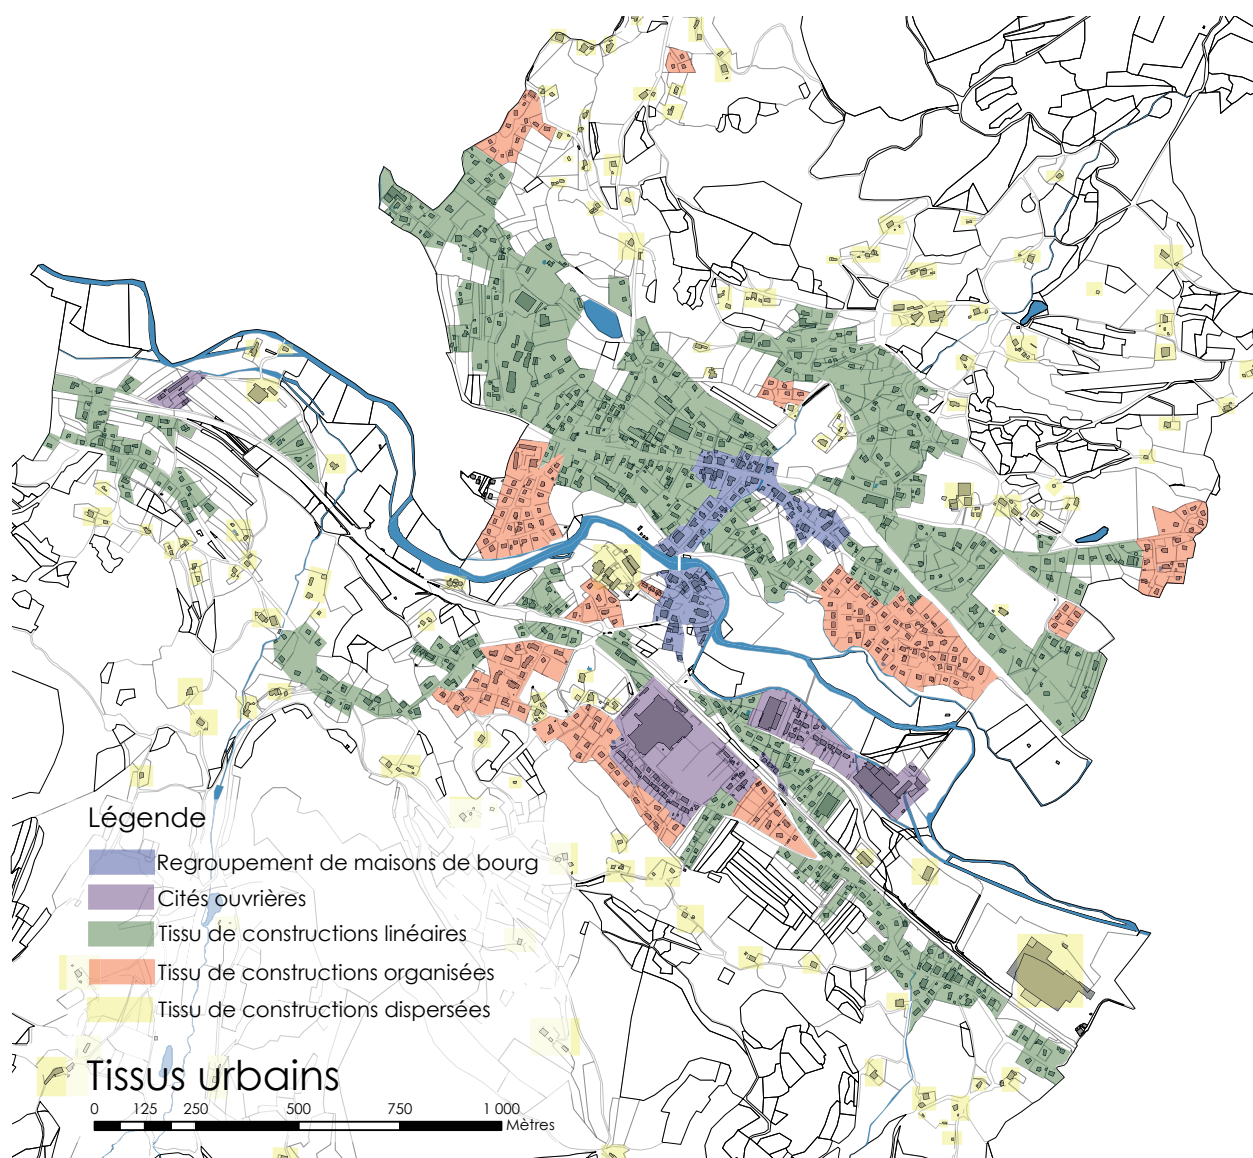 Légende
Regroupement de maisons de bourg
Cités ouvrières
Tissu de constructions linéaires
Tissu de constructions organisées
Tissu de constructions dispersées
Tissus urbains
0 125 250 500 750 1 000
Mètres